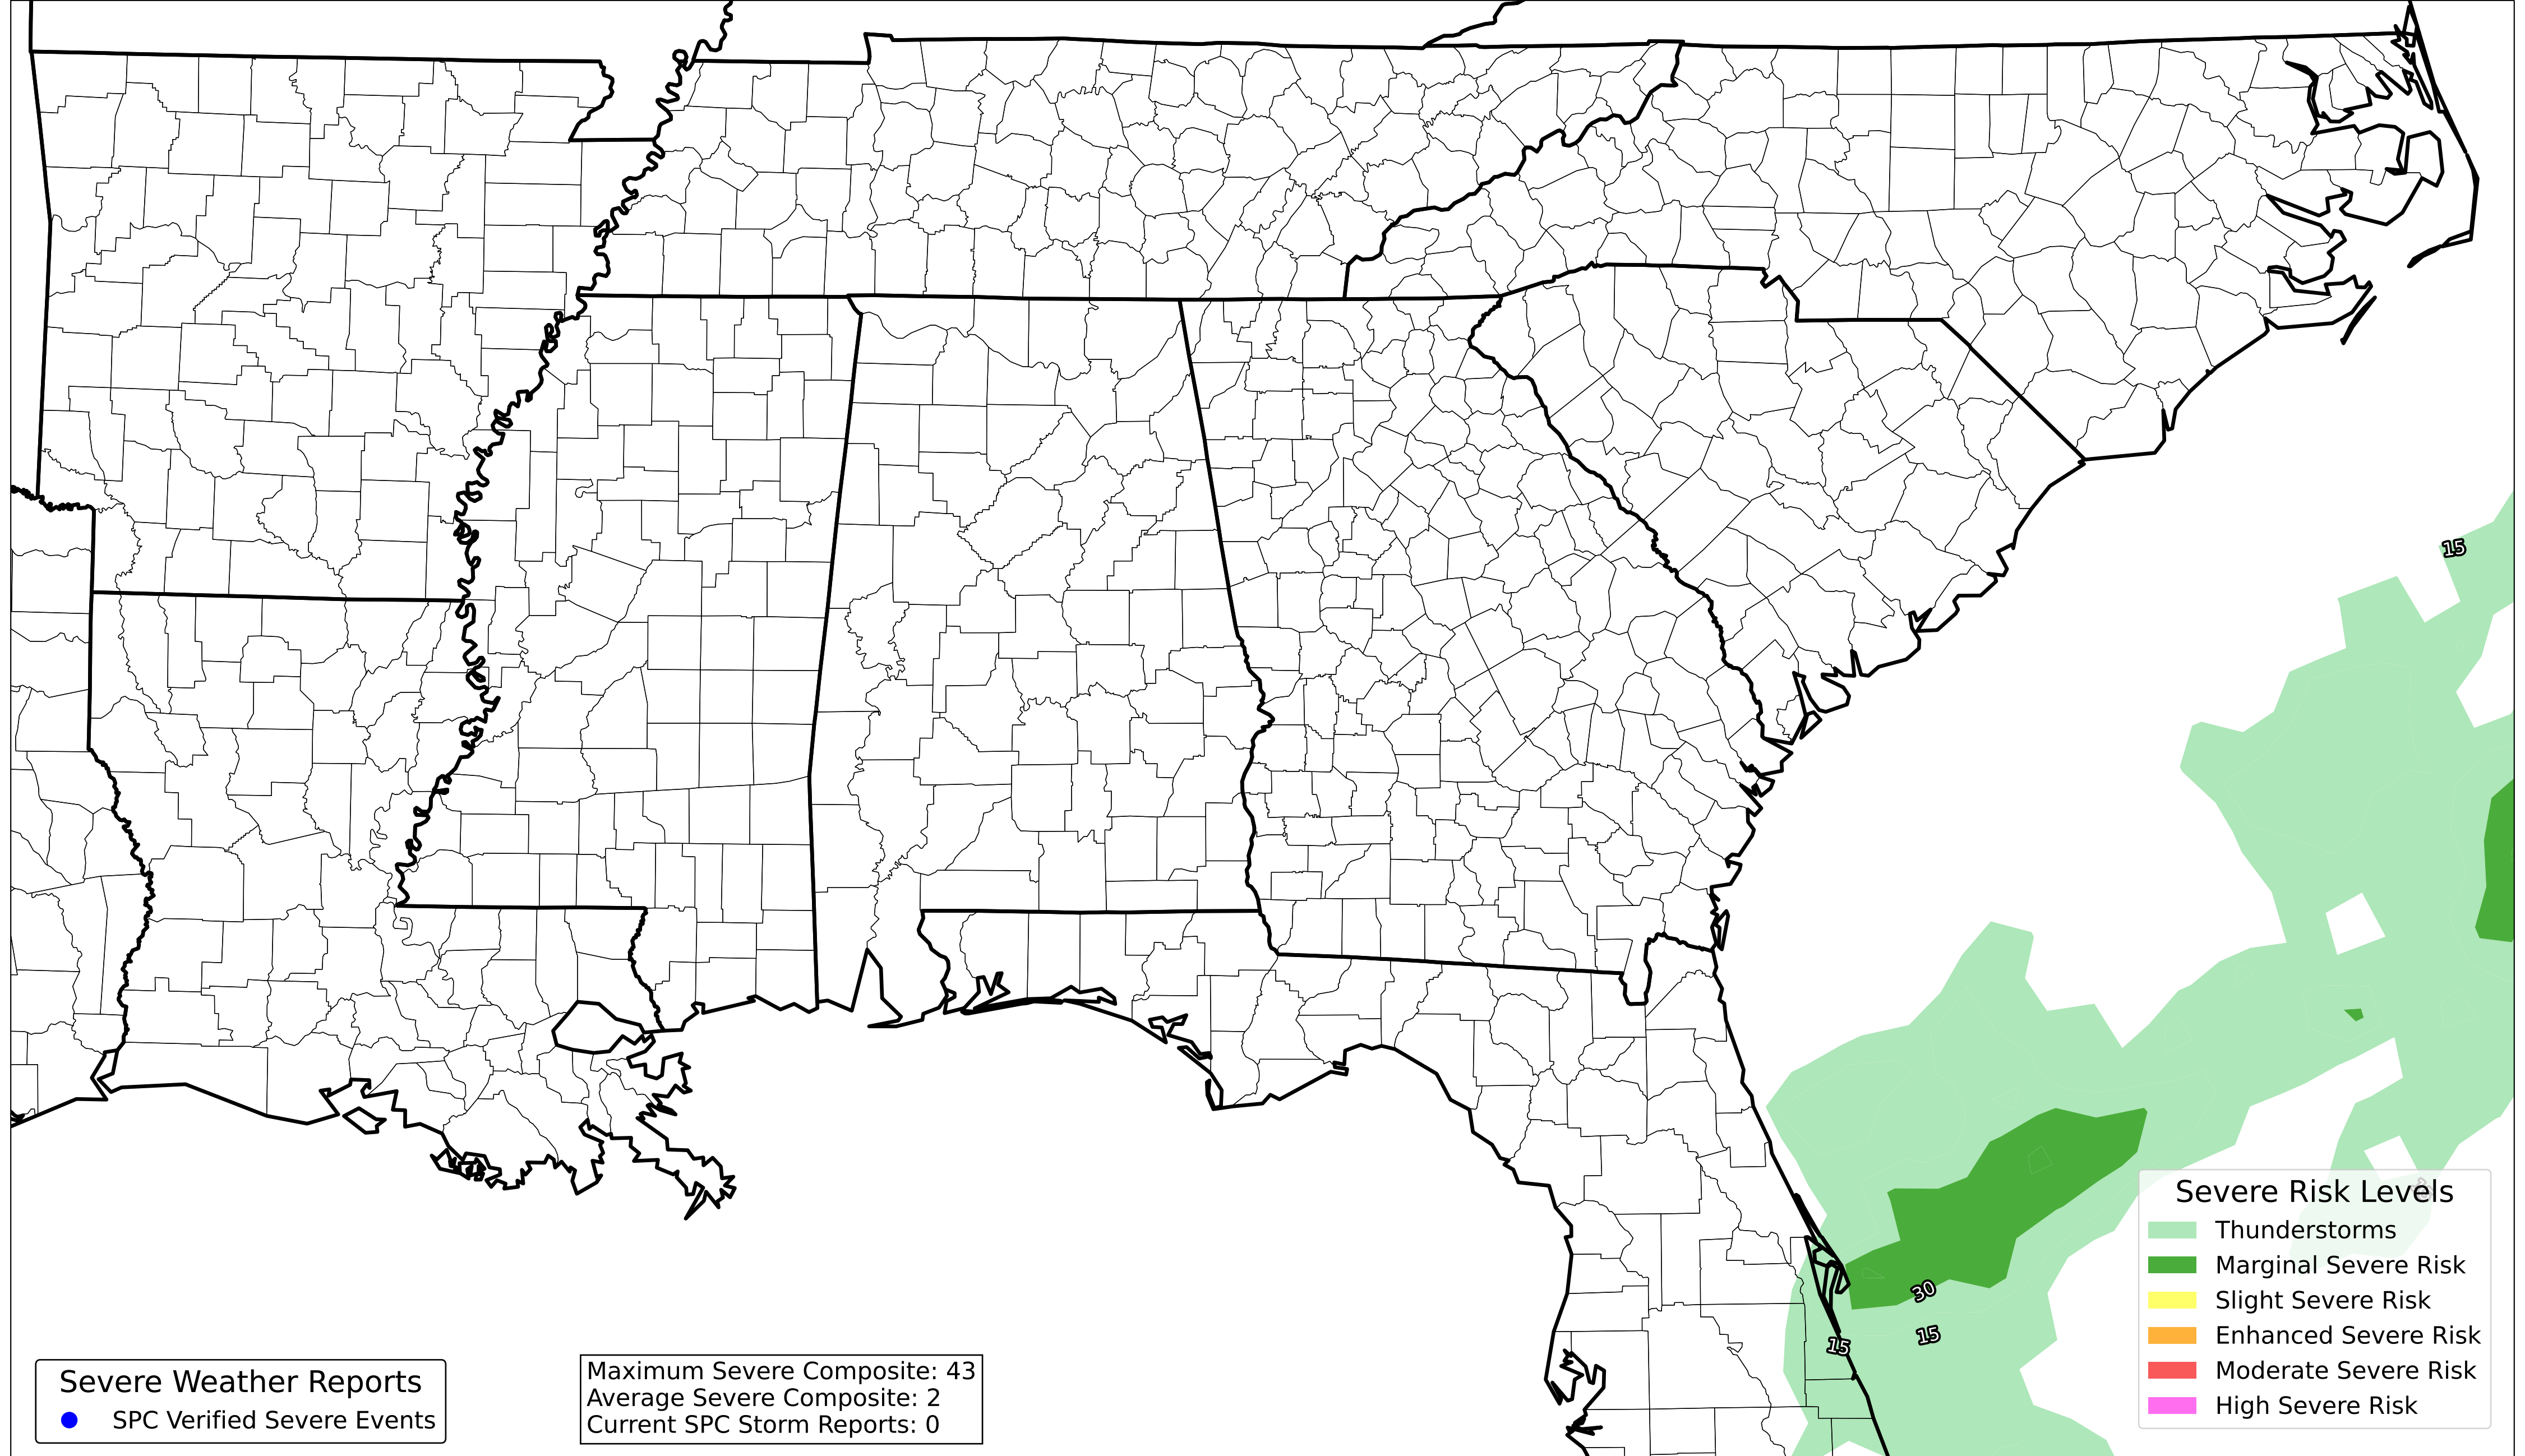 15
30
15
15
Severe Risk Levels
Thunderstorms
Marginal Severe Risk
Slight Severe Risk
Enhanced Severe Risk
Moderate Severe Risk
High Severe Risk
Severe Weather Reports
SPC Verified Severe Events
Maximum Severe Composite: 43
Average Severe Composite: 2
Current SPC Storm Reports: 0